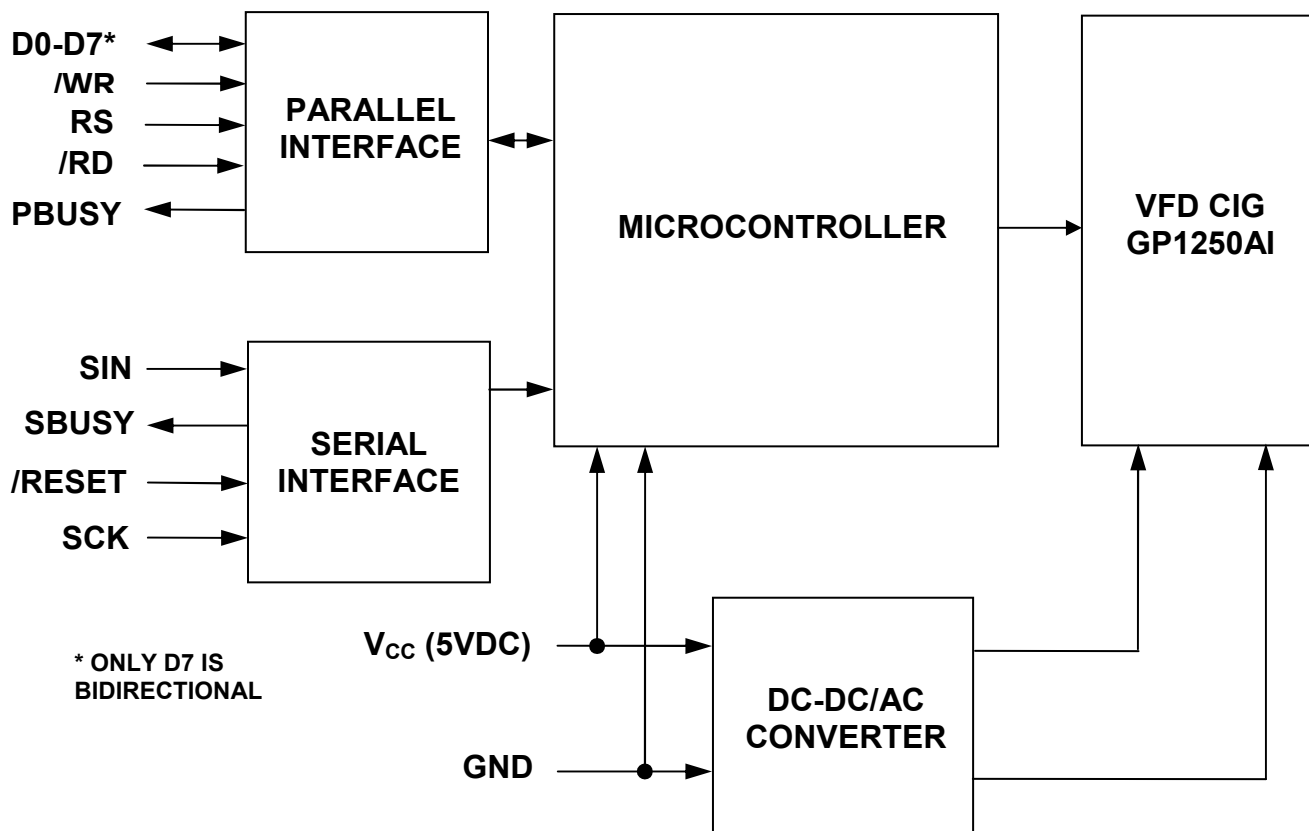 D0-D7*
/WR
RS
/RD
PBUSY
PARALLEL
INTERFACE
MICROCONTROLLER
VFD CIG
GP1250AI
SIN
SBUSY
/RESET
SCK
SERIAL
INTERFACE
* ONLY D7 IS
BIDIRECTIONAL
VCC (5VDC)
GND
DC-DC/AC
CONVERTER